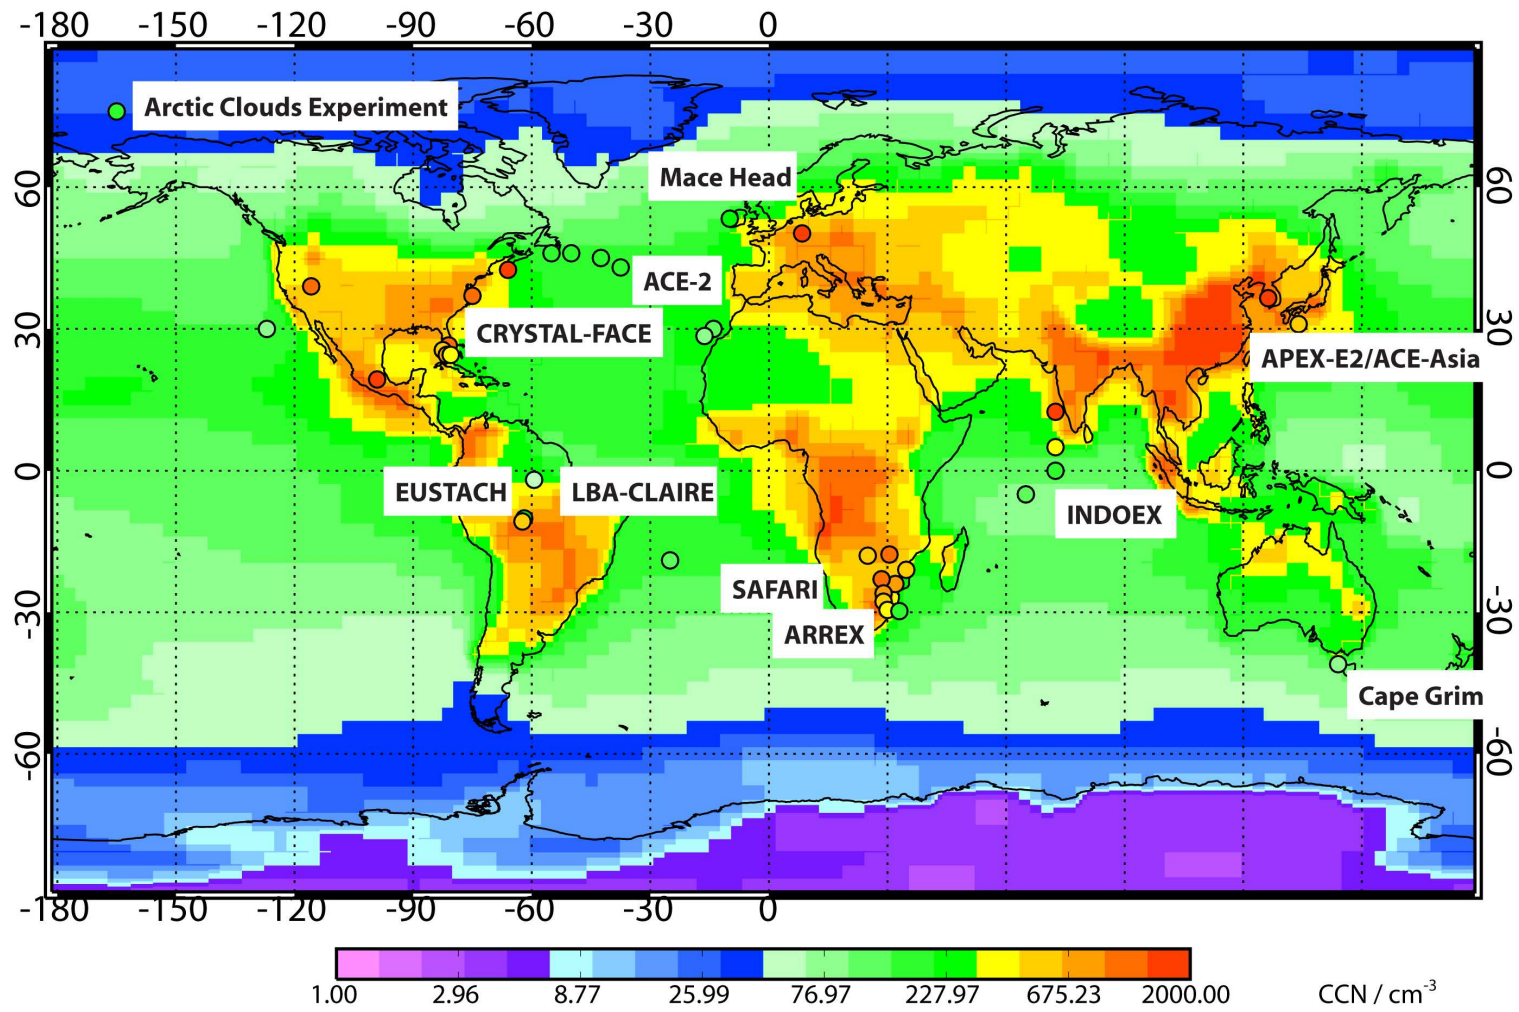 -180 -150 -120 -90 -60 -30 0
Arctic Clouds Experiment
Mace Head
60 60
ACE-2
CRYSTAL-FACE
30 30
APEX-E2/ACE-Asia
0 0
EUSTACH LBA-CLAIRE
INDOEX
SAFARI
-30 -30
ARREX
Cape Grim
-60 -60
-180 -150 -120 -90 -60 -30 0
1.00 2.96 8.77 25.99 76.97 227.97 675.23 2000.00 CCN / cm-3